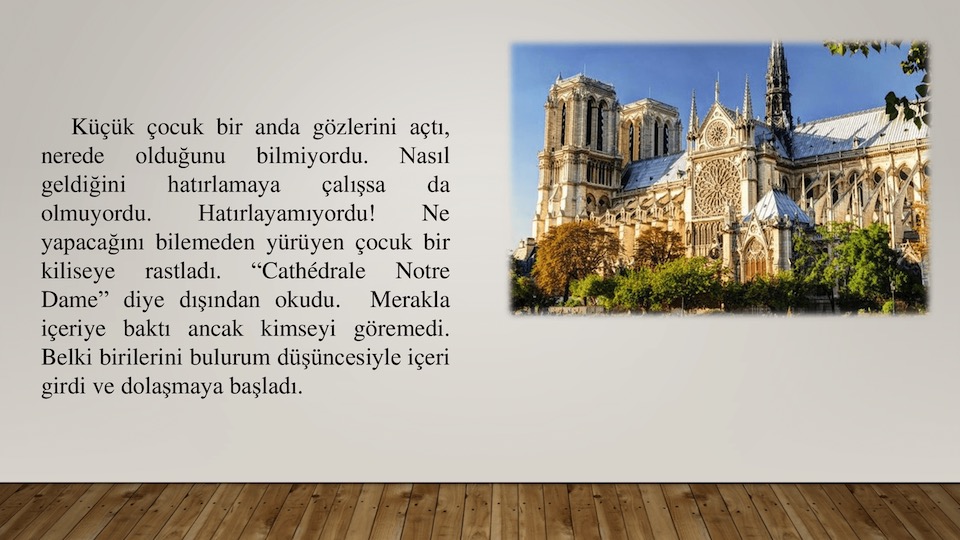 Küçük çocuk bir anda gözlerini açtı,
nerede olduğunu bilmiyordu. Nasıl
geldiğini hatırlamaya çalışsa da
olmuyordu. Hatırlayamıyordu! Ne
yapacağını bilemeden yürüyen çocuk bir
kiliseye rastladı. “Cathédrale Notre
Dame” diye dışından okudu. Merakla
içeriye baktı ancak kimseyi göremedi.
Belki birilerini bulurum düşüncesiyle içeri
girdi ve dolaşmaya başladı.